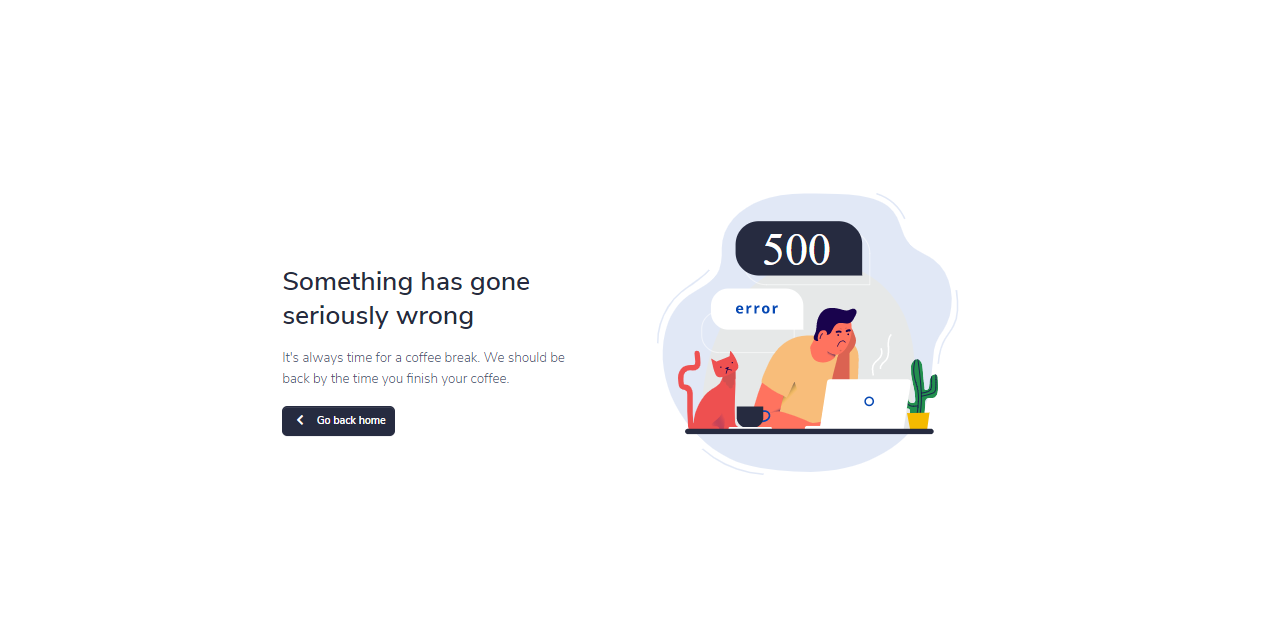 Something has gone
seriously wrong
It's always time for a coffee break. We should be
back by the time you finish your coffee.
Go back home
500
error